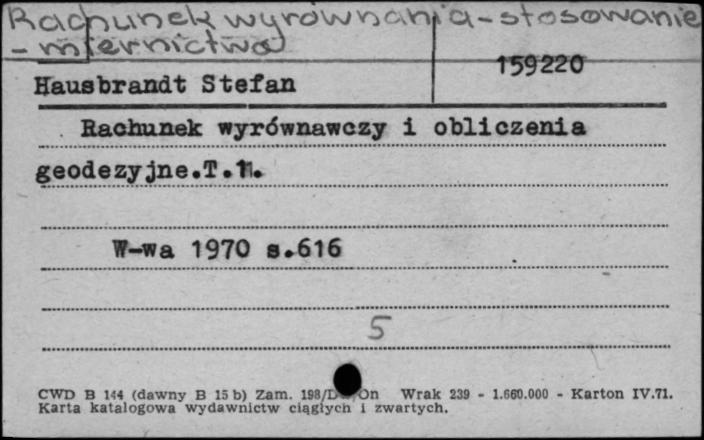 Rachunek wyrównania - stosowanie
- miernictwo
159220
Hausbrandt Stefan
Rachunek wyrównawczy i obliczenia
geodezyjne.T.1.
W-wa 1970 s.616
5
CWD B 144 (dawny B 15 b) Zam. 198/D On Wrak 239 - 1.660.000 - Karton IV.71.
Karta katalogowa wydawnictw ciągłych i zwartych.